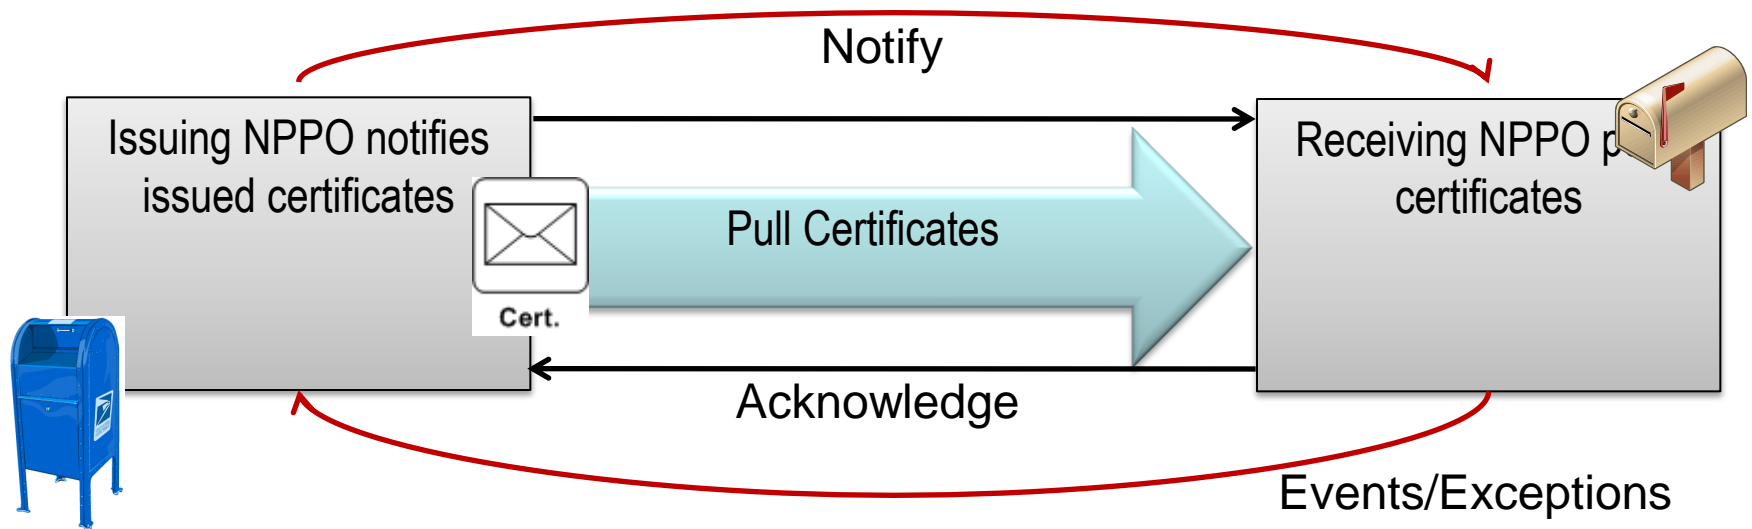 Notify
Issuing NPPO notifies
issued certificates
Receiving NPPO
certificates
Pull Certificates
Cert.
Acknowledge
Events/Exceptions